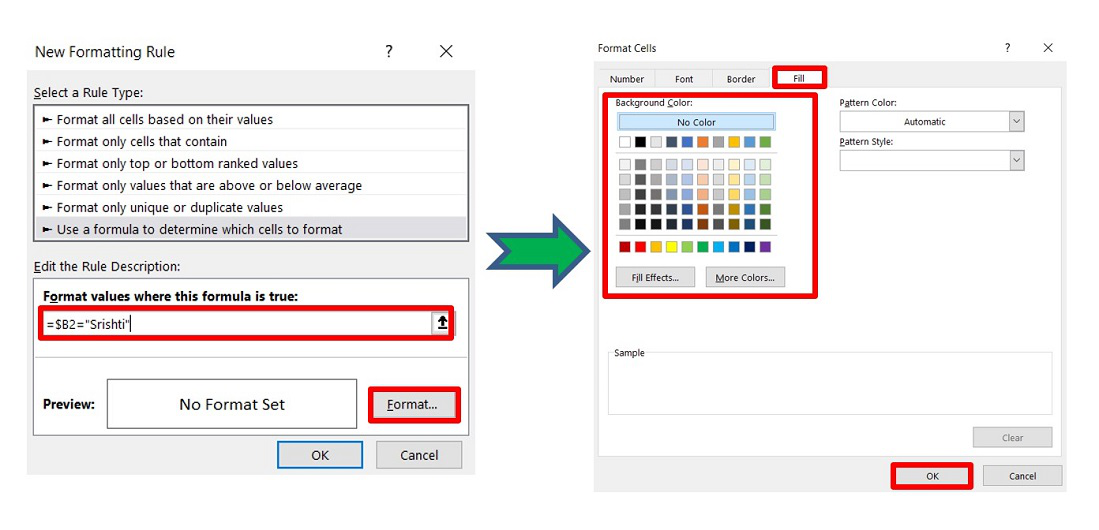 New Formatting Rule
?
Select a Rule Type:
► Format all cells based on their values
► Format only cells that contain
► Format only top or bottom ranked values
► Format only values that are above or below average
► Format only unique or duplicate values
► Use a formula to determine which cells to format
Edit the Rule Description:
Format values where this formula is true:
=$B2="Srishti"
Preview:
No Format Set
Format...
OK
Cancel
Format Cells
?
Number
Font
Border
Fill
Background Color:
No Color
Fill Effects...
More Colors...
Pattern Color:
Automatic
Pattern Style:
Sample
Clear
OK
Cancel